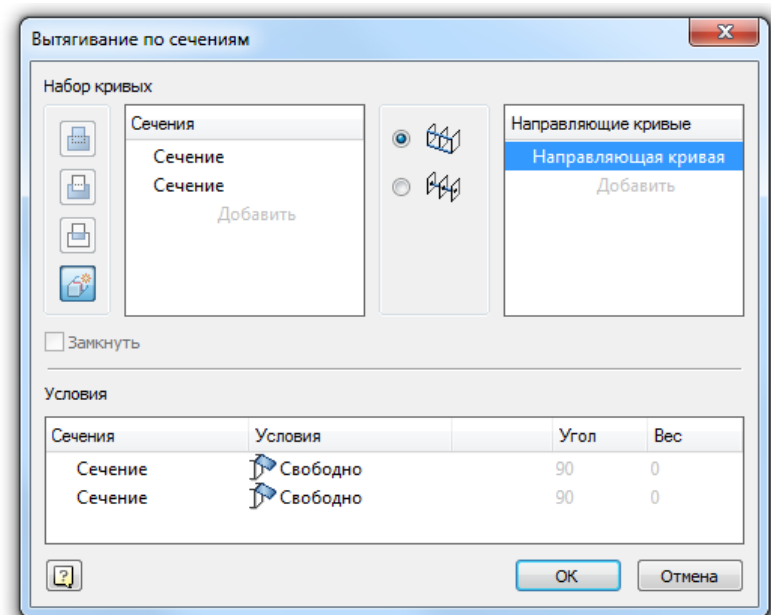 Вытягивание по сечениям
Набор кривых
Сечения
Сечение
Сечение
Добавить
Направляющие кривые
Направляющая кривая
Добавить
Замкнуть
Условия
Сечения Условия Угол Вес
Сечение Свободно 90 0
Сечение Свободно 90 0
? OK Отмена